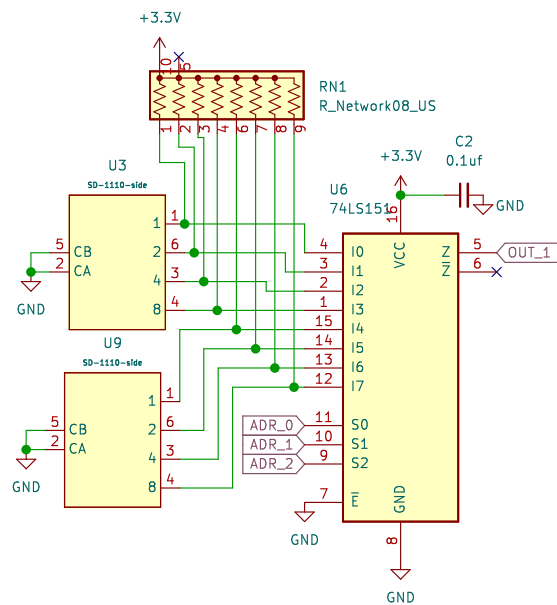 +3.3V
10
5
RN1
R_Network08_US
1
2
3
4
6
7
8
9
U3
SD-1110-side
1
1
5
CB
2
6
2
CA
4
3
8
4
GND
C2
0.1uf
+3.3V
GND
U6
74LS151
16
VCC
4
I0
Z
5
OUT_1
3
I1
Z
6
2
I2
1
I3
15
I4
14
I5
13
I6
12
I7
ADR_0
11
S0
ADR_1
10
S1
ADR_2
9
S2
7
E
GND
GND
8
GND
U9
SD-1110-side
1
1
5
CB
2
6
2
CA
4
3
8
4
GND